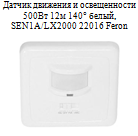 Датчик движения и освещенности
500Вт 12м 140° белый,
SEN1A/LX2000 22016 Feron